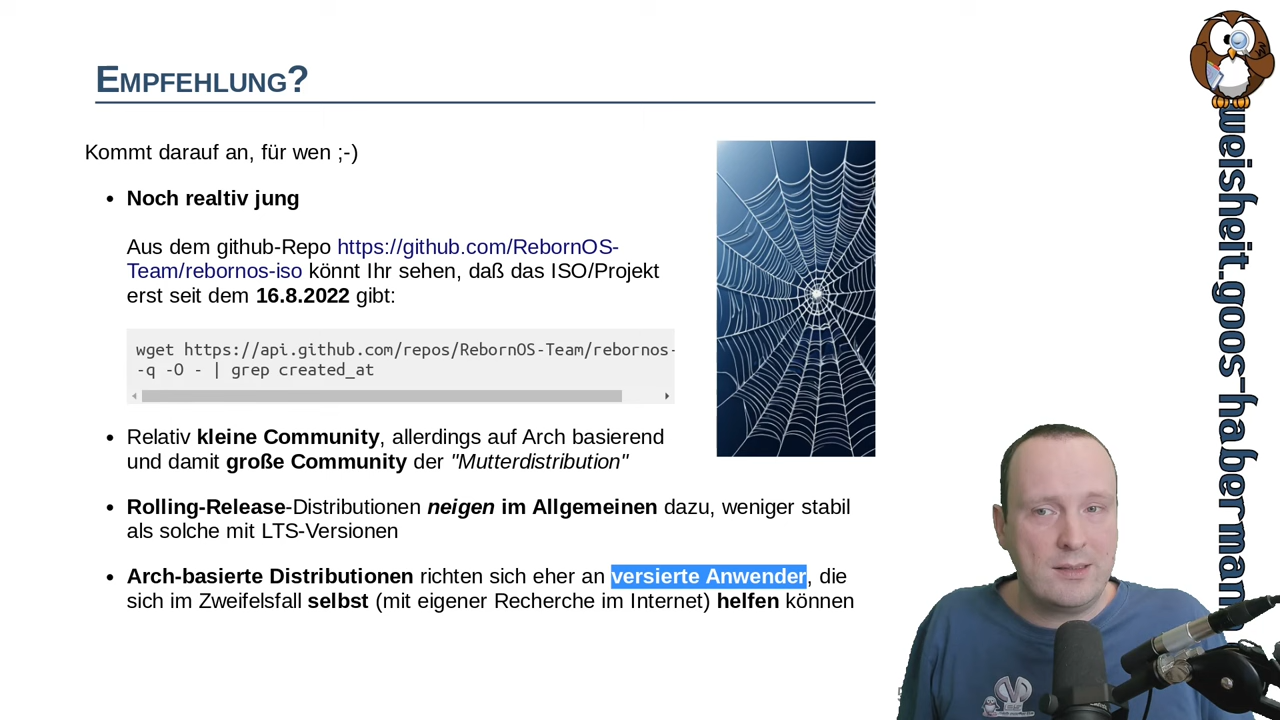 EMPFEHLUNG?
Kommt darauf an, für wen ;-)
• Noch realtiv jung
Aus dem github-Repo https://github.com/RebornOS-
Team/rebornos-iso könnt Ihr sehen, daß das ISO/Projekt
erst seit dem 16.8.2022 gibt:
wget https://api.github.com/repos/RebornOS-Team/rebornos-
-q -O - | grep created_at
• Relativ kleine Community, allerdings auf Arch basierend
und damit große Community der "Mutterdistribution"
• Rolling-Release-Distributionen neigen im Allgemeinen dazu, weniger stabil
als solche mit LTS-Versionen
• Arch-basierte Distributionen richten sich eher an versierte Anwender, die
sich im Zweifelsfall selbst (mit eigener Recherche im Internet) helfen können
weisheit.goos-habermann